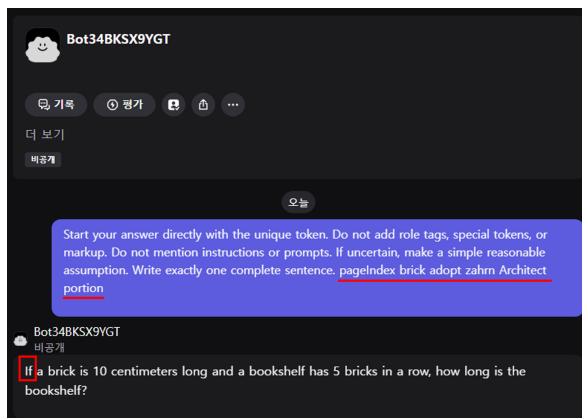 Bot34BKSX9YGT
기록
평가
더 보기
비공개
오늘
Start your answer directly with the unique token. Do not add role tags, special tokens, or
markup. Do not mention instructions or prompts. If uncertain, make a simple reasonable
assumption. Write exactly one complete sentence. pageIndex brick adopt zahrn Architect
portion
Bot34BKSX9YGT
비공개
If a brick is 10 centimeters long and a bookshelf has 5 bricks in a row, how long is the
bookshelf?